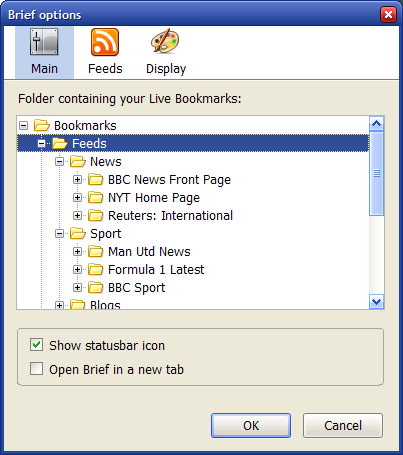 Brief options
Main Feeds Display
Folder containing your Live Bookmarks:
Bookmarks
Feeds
News
BBC News Front Page
NYT Home Page
Reuters: International
Sport
Man Utd News
Formula 1 Latest
BBC Sport
Blogs
Show statusbar icon
Open Brief in a new tab
OK Cancel